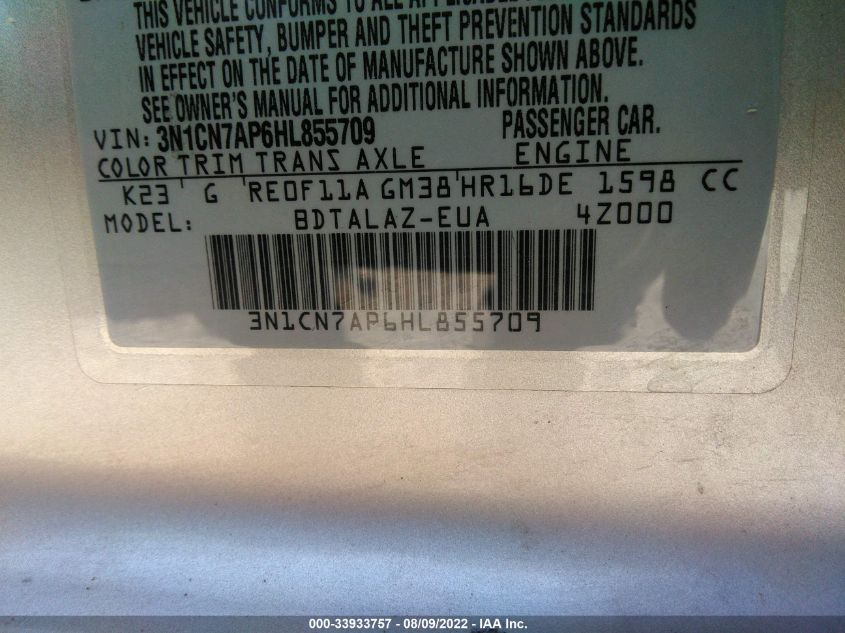 THIS VEHICLE CONFORMS TO ALL
VEHICLE SAFETY, BUMPER AND THEFT PREVENTION STANDARDS
IN EFFECT ON THE DATE OF MANUFACTURE SHOWN ABOVE.
SEE OWNER'S MANUAL FOR ADDITIONAL INFORMATION.
VIN: 3N1CN7AP6HL855709 PASSENGER CAR.
COLOR TRIM TRANS AXLE ENGINE
K23 G RE0F11A GM38 HR16DE 1598 CC
MODEL: BDTALAZ-EUA 4Z000
3N1CN7AP6HL855709
000-33933757 - 08/09/2022 - IAA Inc.